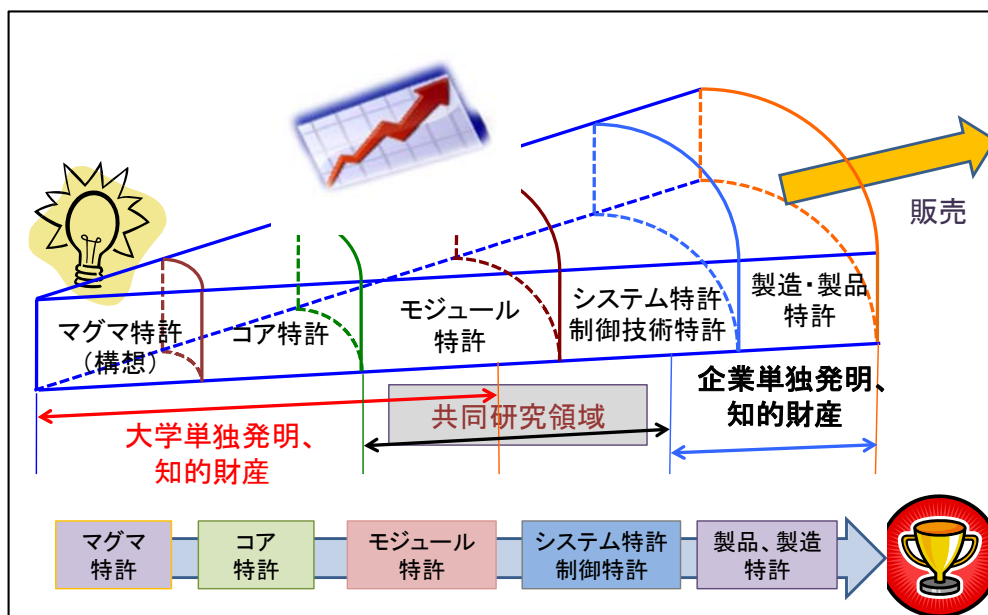 販売
マグマ特許
(構想)
コア特許
モジュール
特許
システム特許
制御技術特許
製造・製品
特許
大学単独発明、
知的財産
共同研究領域
企業単独発明、
知的財産
マグマ
特許
コア
特許
モジュール
特許
システム特許
制御特許
製品、製造
特許